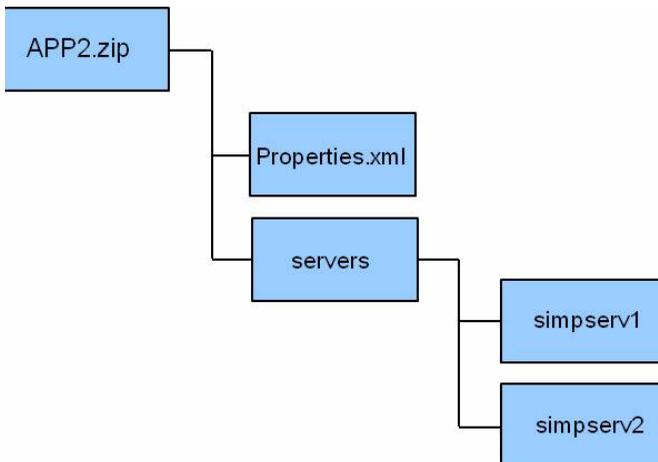 APP2.zip
Properties.xml
servers
simpserv1
simpserv2